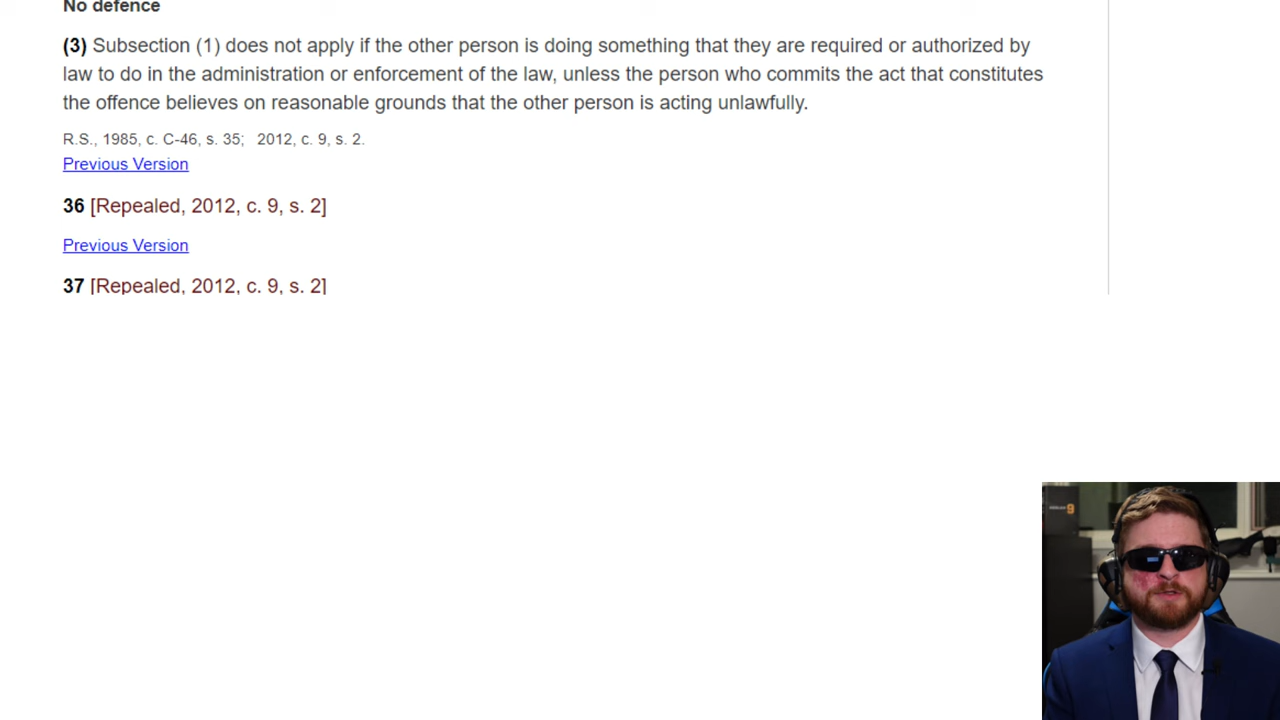 No defence
(3) Subsection (1) does not apply if the other person is doing something that they are required or authorized by
law to do in the administration or enforcement of the law, unless the person who commits the act that constitutes
the offence believes on reasonable grounds that the other person is acting unlawfully.
R.S., 1985, c. C-46, s. 35; 2012, c. 9, s. 2.
Previous Version
36 [Repealed, 2012, c. 9, s. 2]
Previous Version
37 [Repealed, 2012, c. 9, s. 2]